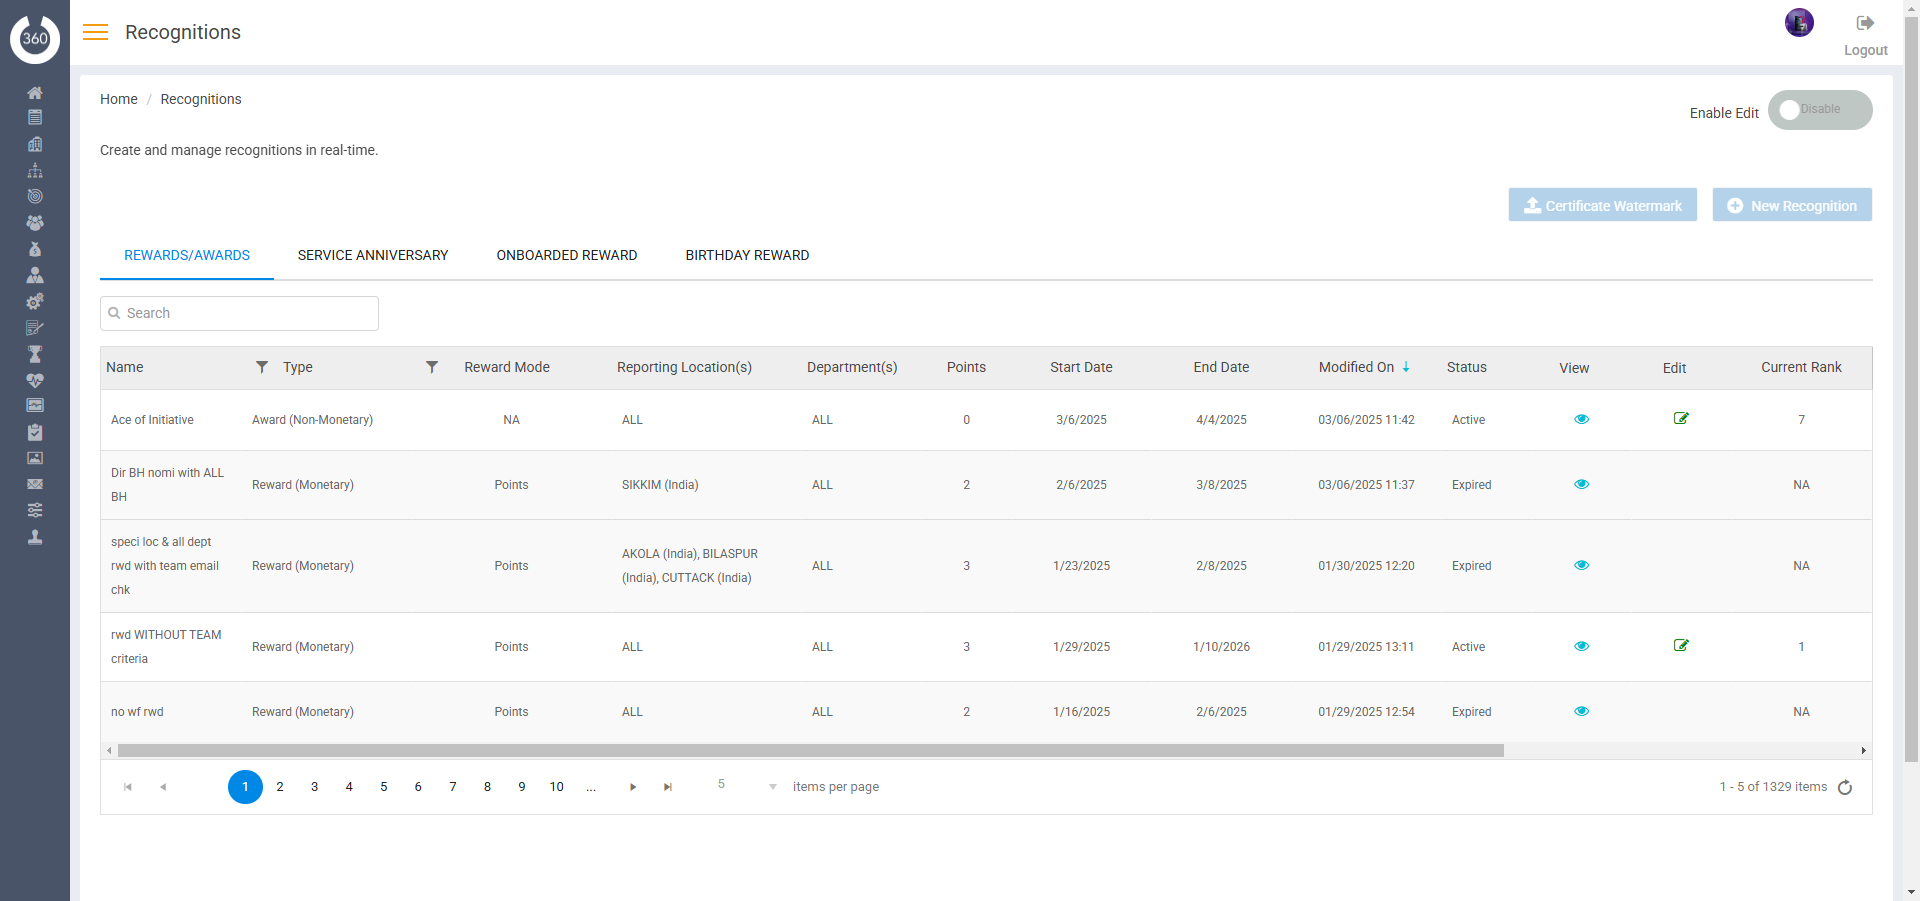 360
Recognitions
Logout
Home / Recognitions
Enable Edit Disable
Create and manage recognitions in real-time.
Certificate Watermark New Recognition
REWARDS/AWARDS SERVICE ANNIVERSARY ONBOARDED REWARD BIRTHDAY REWARD
Search
Name Type Reward Mode Reporting Location(s) Department(s) Points Start Date End Date Modified On Status View Edit Current Rank
Ace of Initiative Award (Non-Monetary) NA ALL ALL 0 3/6/2025 4/4/2025 03/06/2025 11:42 Active 7
Dir BH nomi with ALL
BH
Reward (Monetary) Points SIKKIM (India) ALL 2 2/6/2025 3/8/2025 03/06/2025 11:37 Expired NA
speci loc & all dept
rwd with team email
chk
Reward (Monetary) Points
AKOLA (India), BILASPUR
(India), CUTTACK (India)
ALL 3 1/23/2025 2/8/2025 01/30/2025 12:20 Expired NA
rwd WITHOUT TEAM
criteria
Reward (Monetary) Points ALL ALL 3 1/29/2025 1/10/2026 01/29/2025 13:11 Active 1
no wf rwd Reward (Monetary) Points ALL ALL 2 1/16/2025 2/6/2025 01/29/2025 12:54 Expired NA
1 2 3 4 5 6 7 8 9 10 ... 5 items per page 1 - 5 of 1329 items